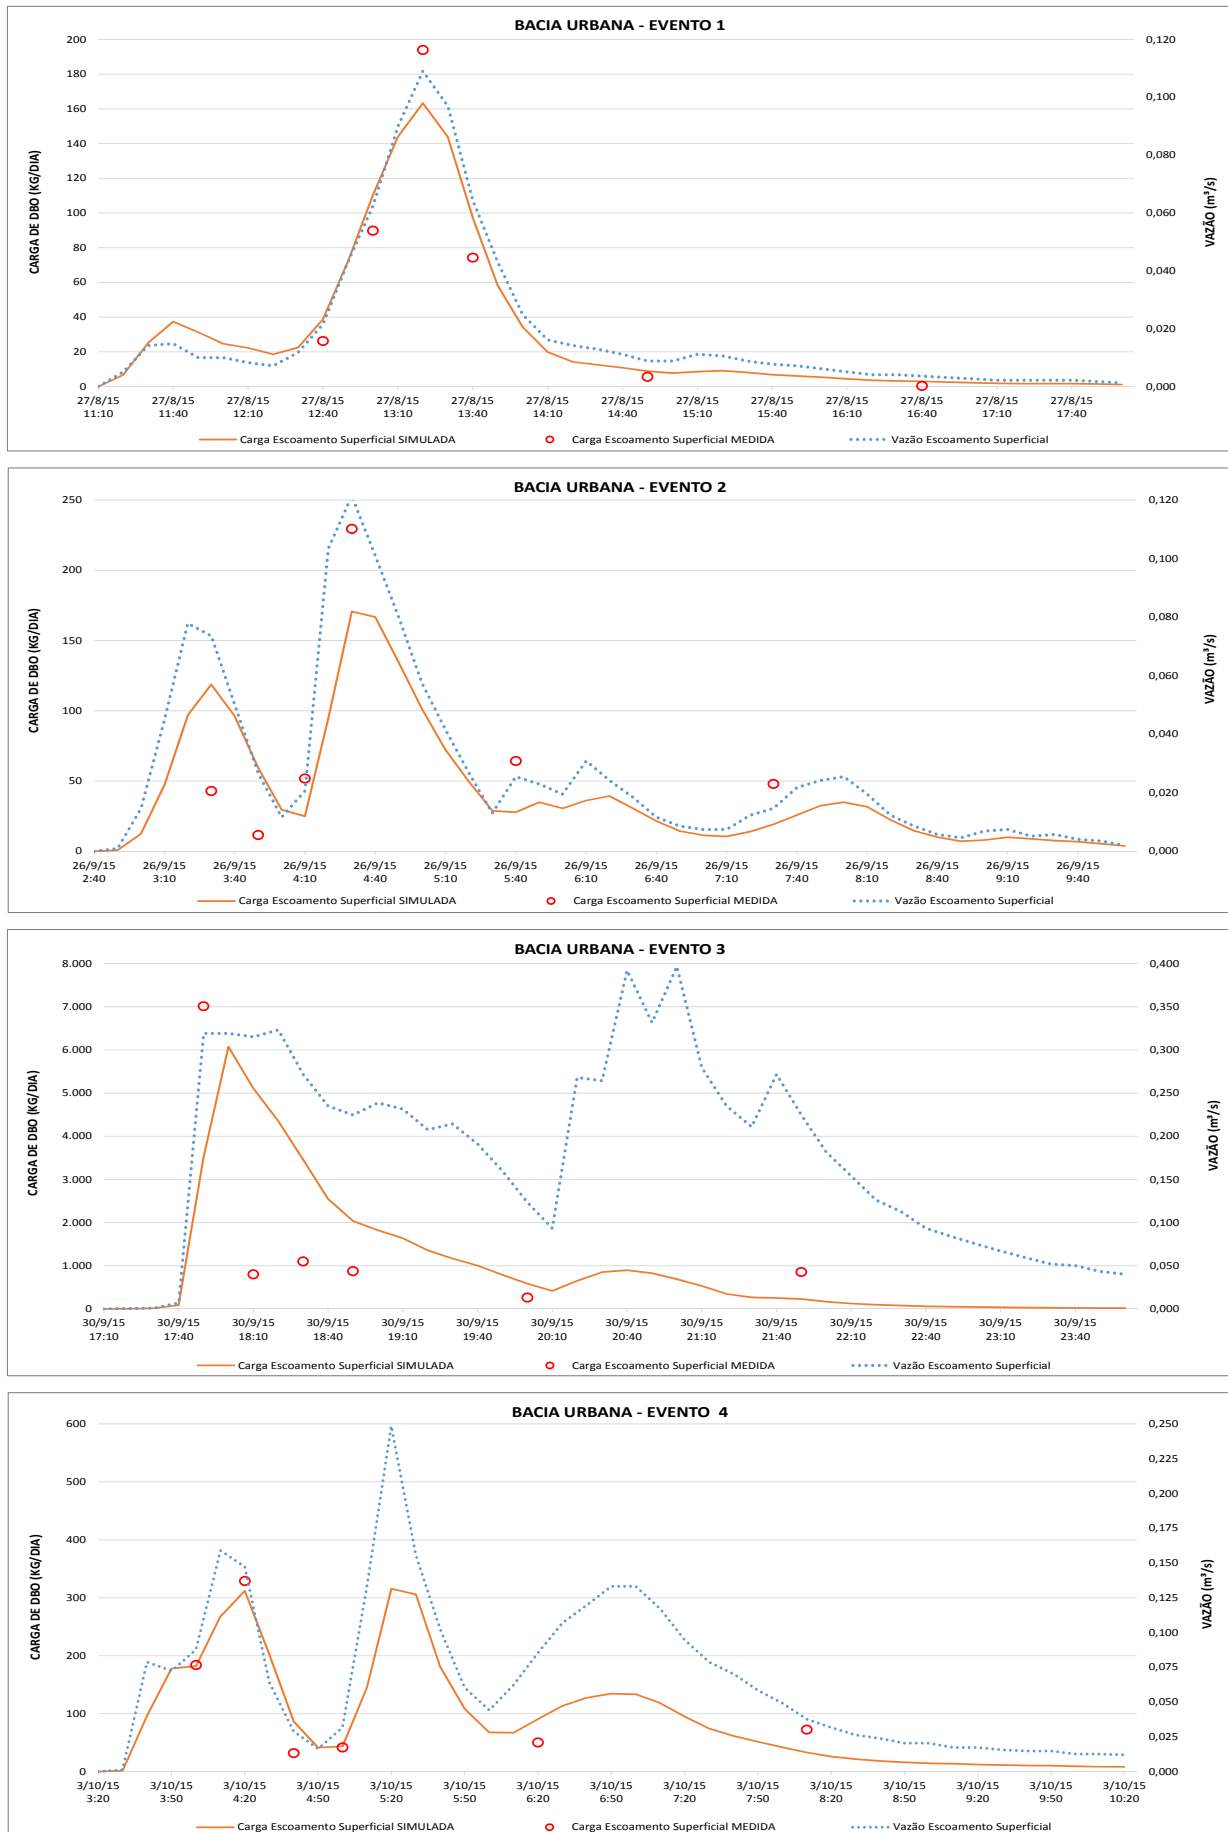 BACIA URBANA - EVENTO 1
CARGA DE DBO (KG/DIA)
200
180
160
140
120
100
80
60
40
20
0
0,120
0,100
0,080
0,060
0,040
0,020
0,000
VAZÃO (m³/s)
27/8/15 27/8/15 27/8/15 27/8/15 27/8/15 27/8/15 27/8/15 27/8/15 27/8/15 27/8/15 27/8/15 27/8/15 27/8/15 27/8/15
11:10 11:40 12:10 12:40 13:10 13:40 14:10 14:40 15:10 15:40 16:10 16:40 17:10 17:40
Carga Escoamento Superficial SIMULADA Carga Escoamento Superficial MEDIDA Vazão Escoamento Superficial
BACIA URBANA - EVENTO 2
CARGA DE DBO (KG/DIA)
250
200
150
100
50
0
0,120
0,100
0,080
0,060
0,040
0,020
0,000
VAZÃO (m³/s)
26/9/15 26/9/15 26/9/15 26/9/15 26/9/15 26/9/15 26/9/15 26/9/15 26/9/15 26/9/15 26/9/15 26/9/15 26/9/15 26/9/15 26/9/15
2:40 3:10 3:40 4:10 4:40 5:10 5:40 6:10 6:40 7:10 7:40 8:10 8:40 9:10 9:40
Carga Escoamento Superficial SIMULADA Carga Escoamento Superficial MEDIDA Vazão Escoamento Superficial
BACIA URBANA - EVENTO 3
CARGA DE DBO (KG/DIA)
8.000
7.000
6.000
5.000
4.000
3.000
2.000
1.000
0
0,400
0,350
0,300
0,250
0,200
0,150
0,100
0,050
0,000
VAZÃO (m³/s)
30/9/15 30/9/15 30/9/15 30/9/15 30/9/15 30/9/15 30/9/15 30/9/15 30/9/15 30/9/15 30/9/15 30/9/15 30/9/15 30/9/15
17:10 17:40 18:10 18:40 19:10 19:40 20:10 20:40 21:10 21:40 22:10 22:40 23:10 23:40
Carga Escoamento Superficial SIMULADA Carga Escoamento Superficial MEDIDA Vazão Escoamento Superficial
BACIA URBANA - EVENTO 4
CARGA DE DBO (KG/DIA)
600
500
400
300
200
100
0
0,250
0,225
0,200
0,175
0,150
0,125
0,100
0,075
0,050
0,025
0,000
VAZÃO (m³/s)
3/10/15 3/10/15 3/10/15 3/10/15 3/10/15 3/10/15 3/10/15 3/10/15 3/10/15 3/10/15 3/10/15 3/10/15 3/10/15 3/10/15 3/10/15
3:20 3:50 4:20 4:50 5:20 5:50 6:20 6:50 7:20 7:50 8:20 8:50 9:20 9:50 10:20
Carga Escoamento Superficial SIMULADA Carga Escoamento Superficial MEDIDA Vazão Escoamento Superficial